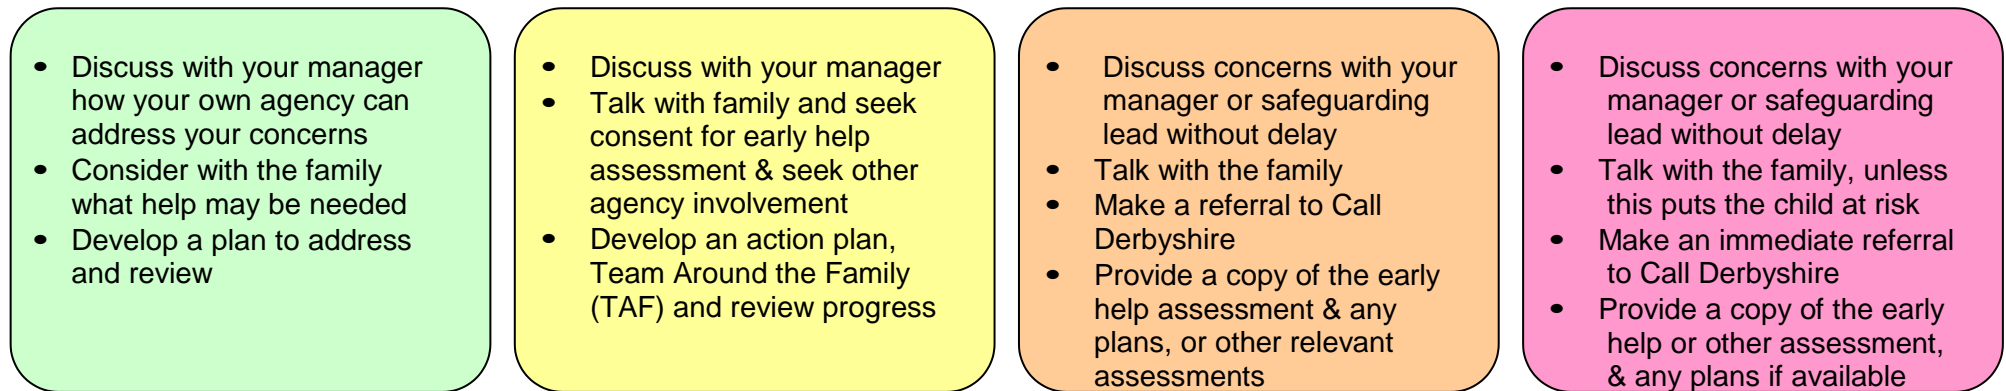 • Discuss with your manager
how your own agency can
address your concerns
• Consider with the family
what help may be needed
• Develop a plan to address
and review
• Discuss with your manager
• Talk with family and seek
consent for early help
assessment & seek other
agency involvement
• Develop an action plan,
Team Around the Family
(TAF) and review progress
• Discuss concerns with your
manager or safeguarding
lead without delay
• Talk with the family
• Make a referral to Call
Derbyshire
• Provide a copy of the early
help assessment & any
plans, or other relevant
assessments
• Discuss concerns with your
manager or safeguarding
lead without delay
• Talk with the family, unless
this puts the child at risk
• Make an immediate referral
to Call Derbyshire
• Provide a copy of the early
help or other assessment,
& any plans if available